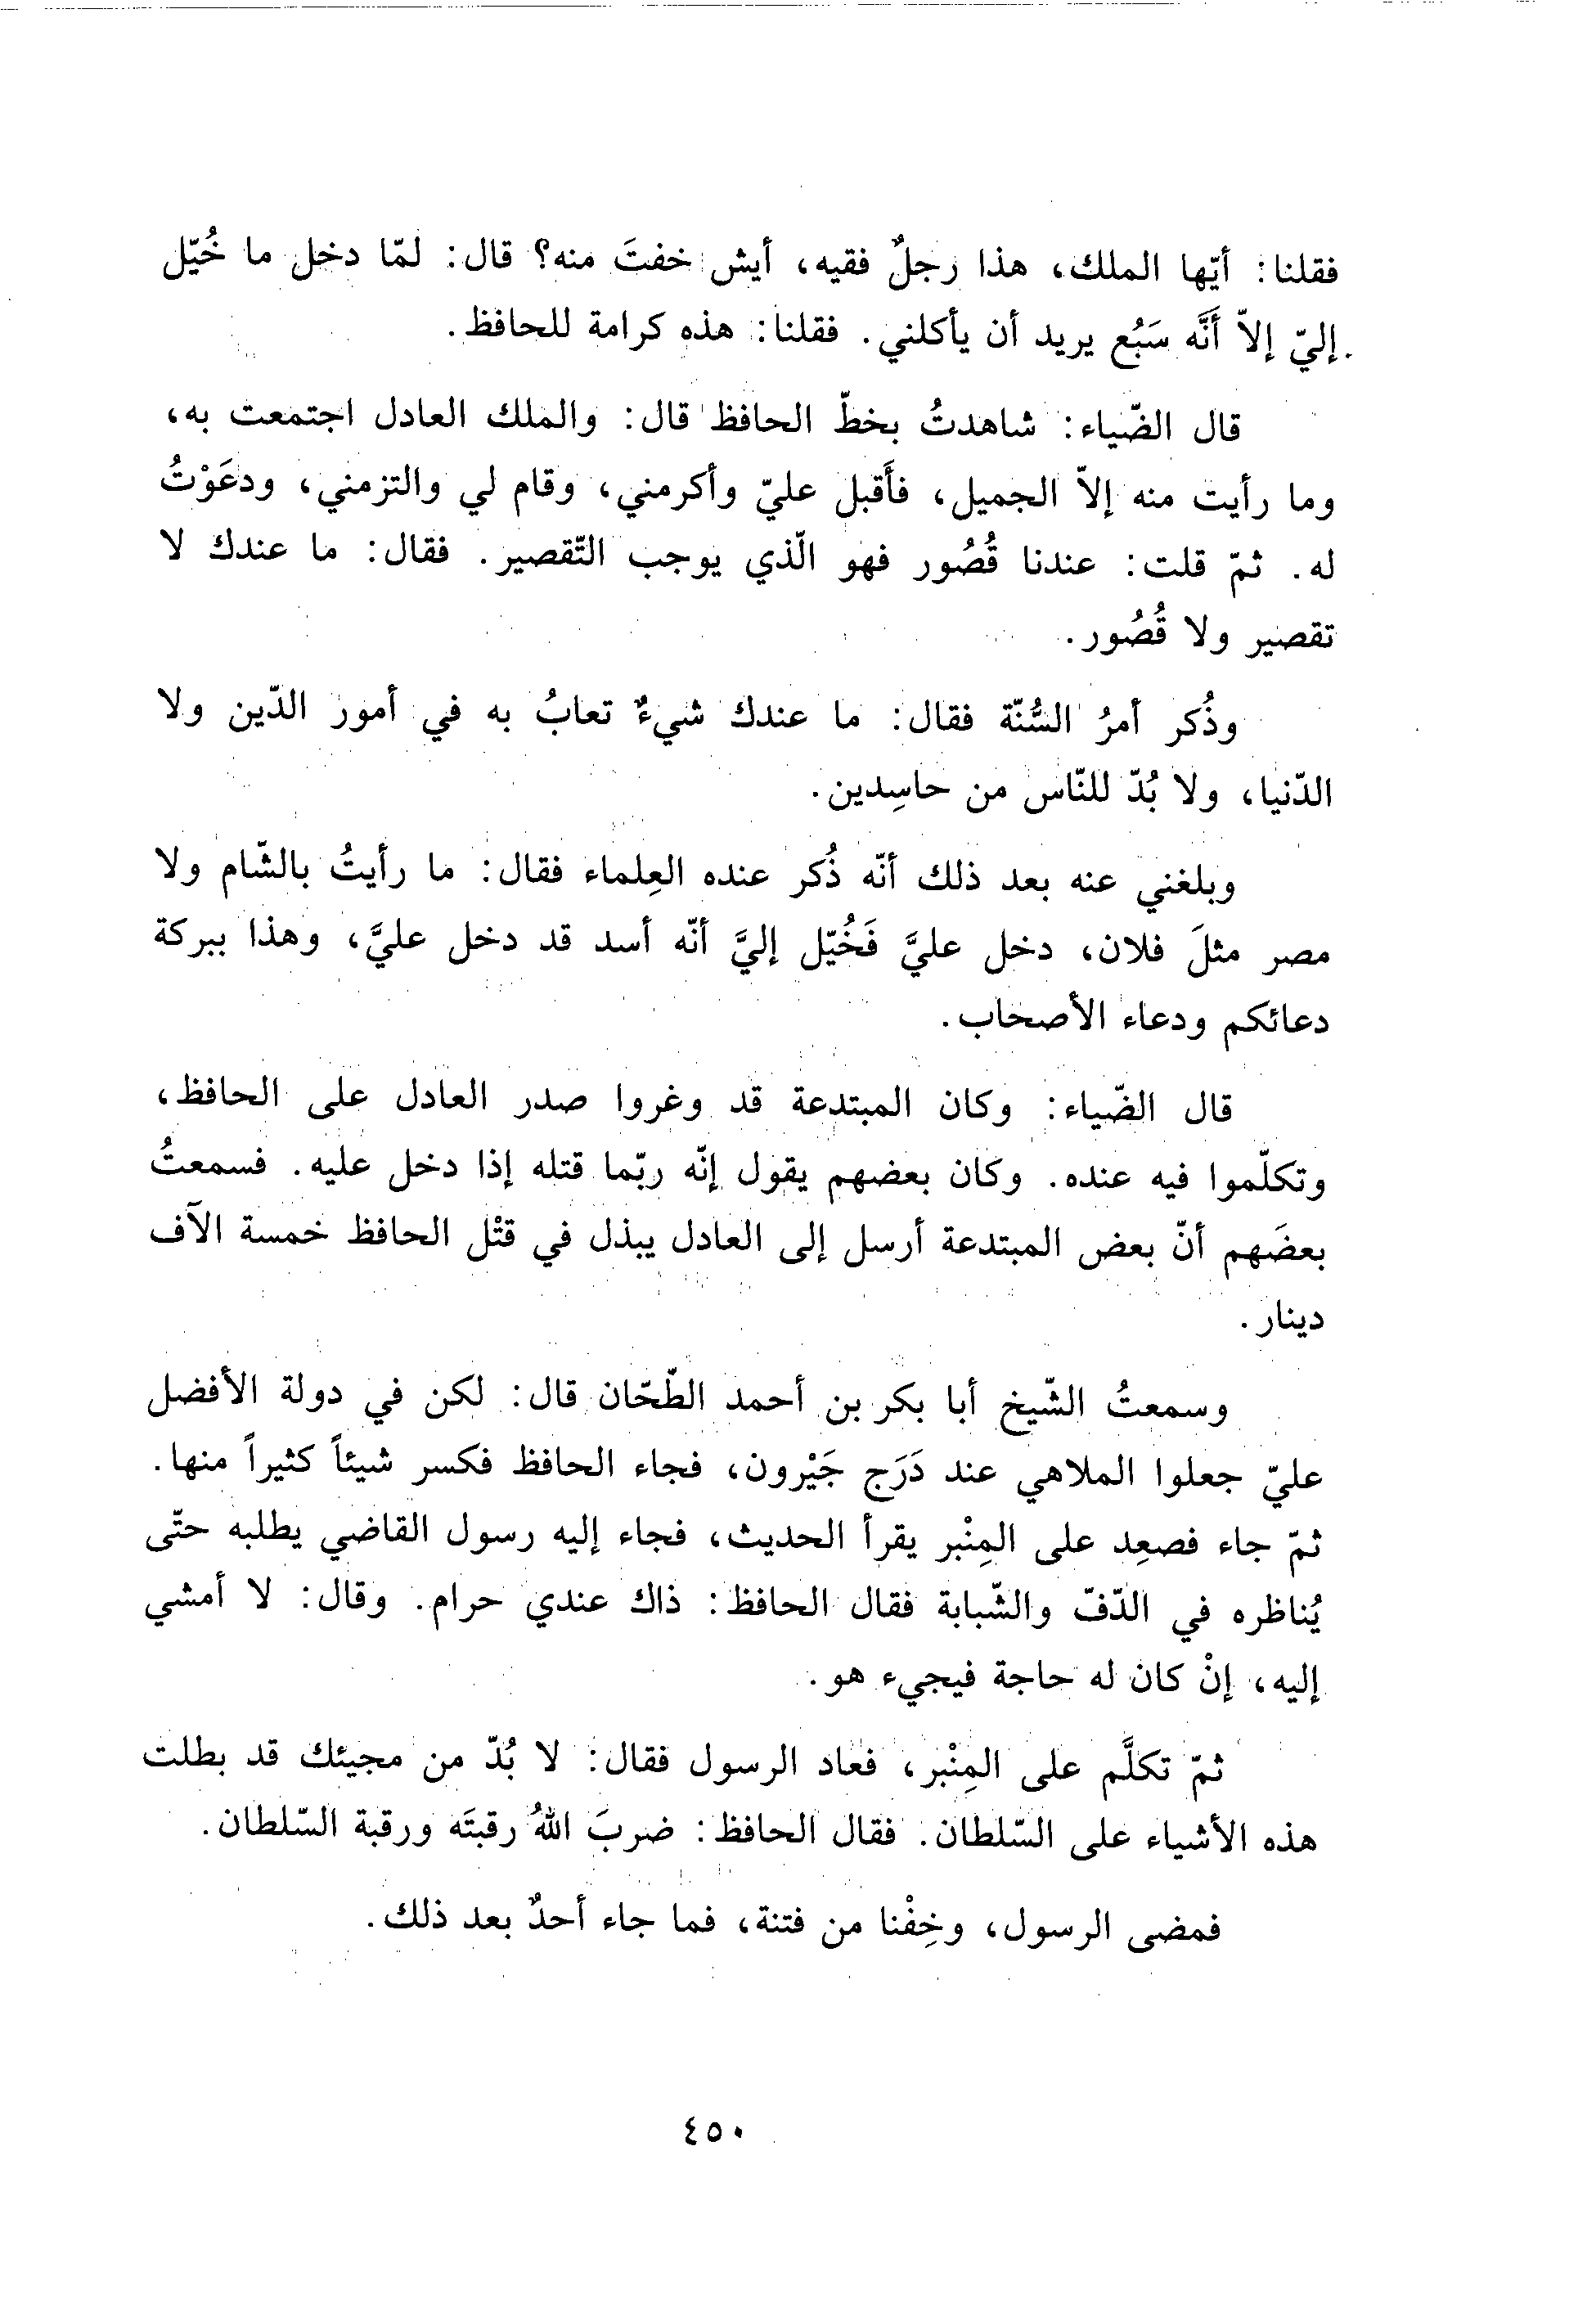 فقلنا: أيّها الملك، هذا رجلٌ فقيه، أيش خفتَ منه؟ قال: لمّا دخل ما خُيّل
إليّ إلاّ أنَّه سَبُع يريد أن يأكلني. فقلنا: هذه كرامة للحافظ.
قال الضّياء: شاهدتُ بخطّ الحافظ قال: والملك العادل اجتمعت به،
وما رأيت منه إلاّ الجميل، فأَقبل عليّ وأكرمني، وقام لي والتزمني، ودعَوْتُ
له. ثمّ قلت: عندنا قُصُور فهو الّذي يوجب التّقصير. فقال: ما عندك لا
تقصير ولا قُصُور.
وذُكر أمرُ السُّنّة فقال: ما عندك شيءٌ تعابُ به في أمور الدّين ولا
الدّنيا، ولا بُدّ للنّاس من حاسِدين.
وبلغني عنه بعد ذلك أنّه ذُكر عنده العِلماء فقال: ما رأيتُ بالشّام ولا
مصر مثلَ فلان، دخل عليَّ فَخُيّل إليَّ أنّه أسد قد دخل عليَّ، وهذا ببركة
دعائكم ودعاء الأصحاب.
قال الضّياء: وكان المبتدعة قد وغروا صدر العادل على الحافظ،
وتكلّموا فيه عنده. وكان بعضهم يقول إنّه ربّما قتله إذا دخل عليه. فسمعتُ
بعضَهم أنّ بعض المبتدعة أرسل إلى العادل يبذل في قتْل الحافظ خمسة الآف
دينار.
وسمعتُ الشّيخ أبا بكر بن أحمد الطّحّان قال: لكن في دولة الأفضل
عليّ جعلوا الملاهي عند دَرَج جَيْرون، فجاء الحافظ فكسر شيئاً كثيراً منها.
ثمّ جاء فصعِد على المِنْبر يقرأ الحديث، فجاء إليه رسول القاضي يطلبه حتّى
يُناظره في الدّفّ والشّبابة فقال الحافظ: ذاك عندي حرام. وقال: لا أمشي
إليه، إنْ كان له حاجة فيجيء هو.
ثمّ تكلَّم على المِنْبر، فعاد الرسول فقال: لا بُدّ من مجيئك قد بطلت
هذه الأشياء على السّلطان. فقال الحافظ: ضربَ اللهُ رقبتَه ورقبة السّلطان.
فمضى الرسول، وخِفْنا من فتنة، فما جاء أحدٌ بعد ذلك.
٤٥٠